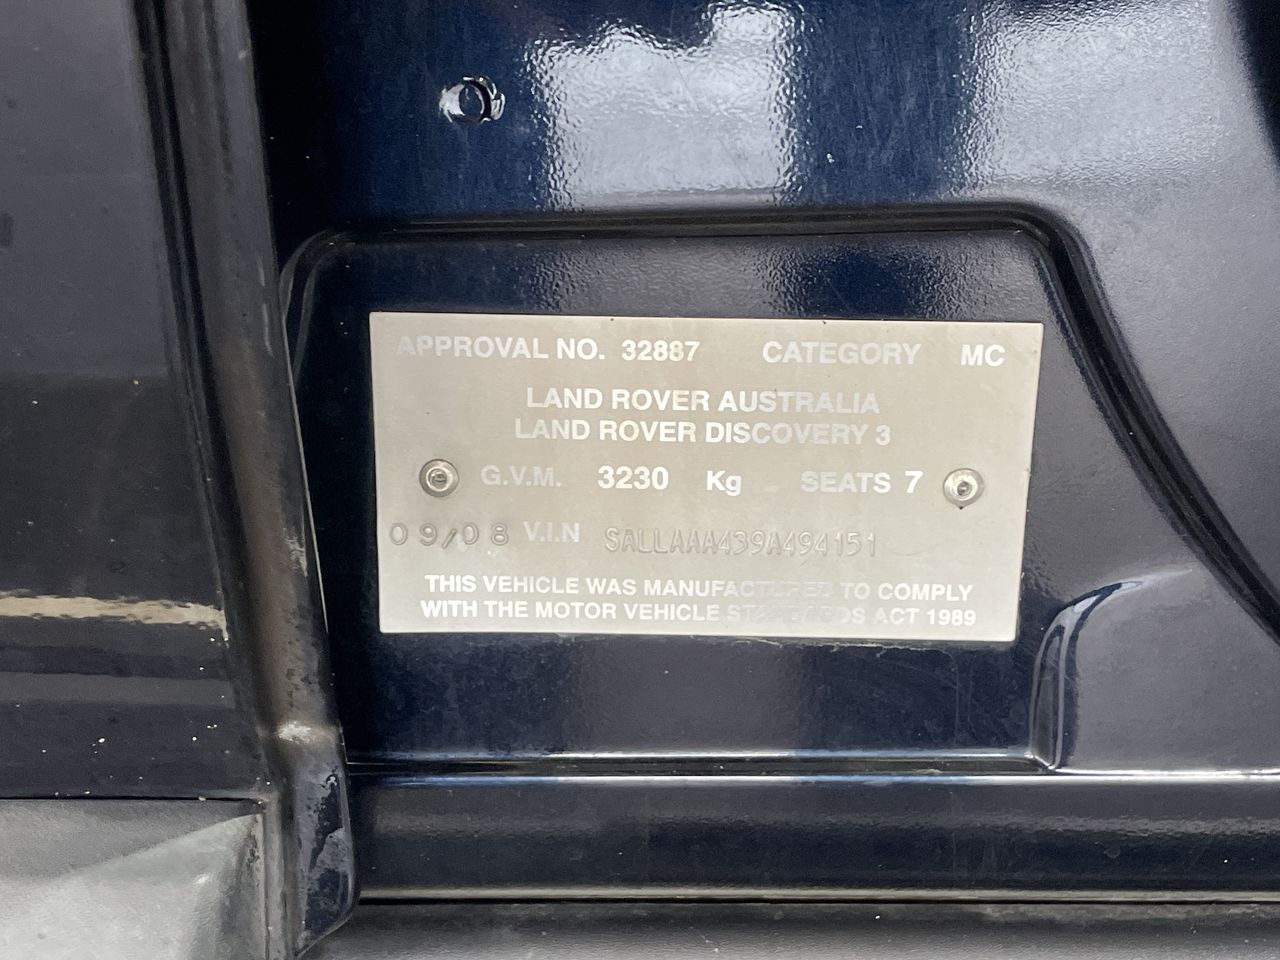 APPROVAL NO. 32887 CATEGORY MC
LAND ROVER AUSTRALIA
LAND ROVER DISCOVERY 3
G.V.M. 3230 Kg SEATS 7
09/08 V.I.N SALLAAA439A494151
THIS VEHICLE WAS MANUFACTURED TO COMPLY
WITH THE MOTOR VEHICLE STANDARDS ACT 1989